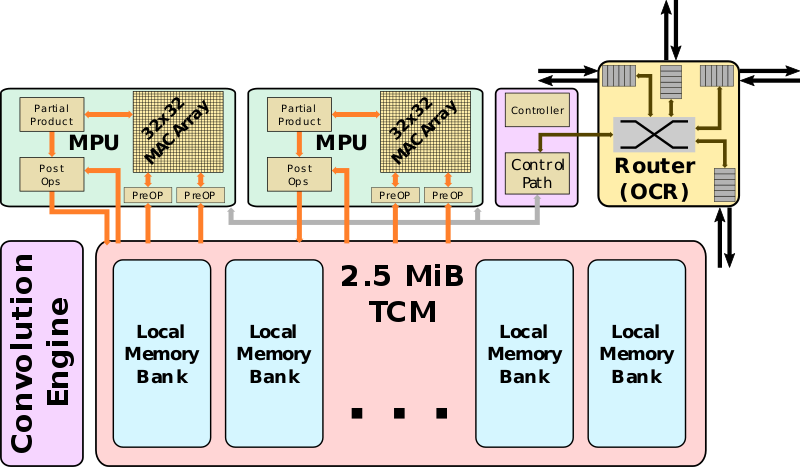 Partial
Product
MPU
32x32
MAC Array
Post
Ops
PreOP
PreOP
Partial
Product
MPU
32x32
MAC Array
Post
Ops
PreOP
PreOP
Controller
Control
Path
Router
(OCR)
Convolution
Engine
2.5 MiB
TCM
Local
Memory
Bank
Local
Memory
Bank
. . .
Local
Memory
Bank
Local
Memory
Bank